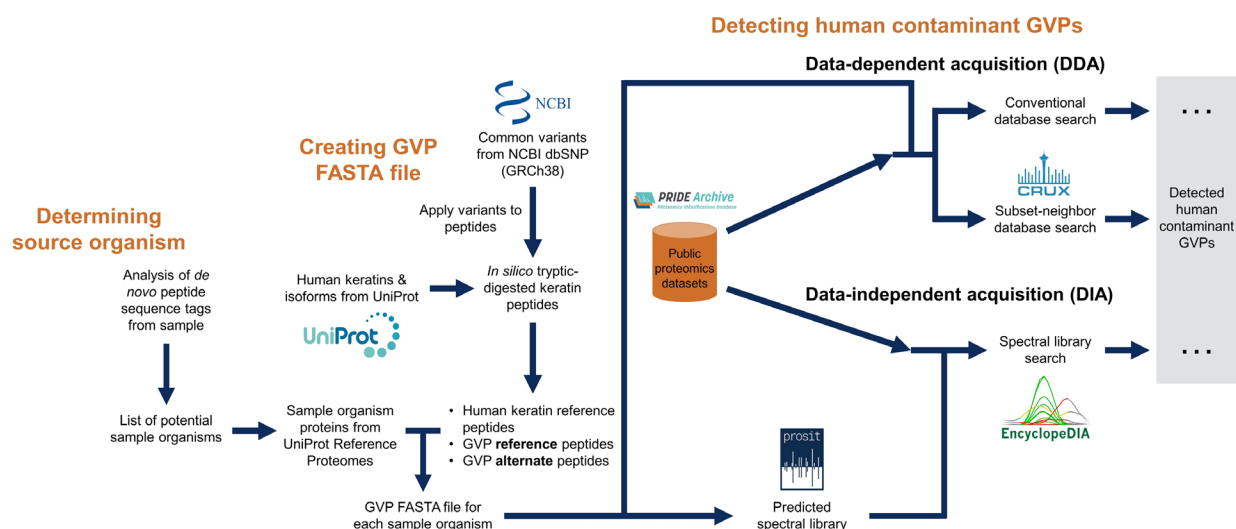 Detecting human contaminant GVPs
Data-dependent acquisition (DDA)
NCBI
Common variants
from NCBI dbSNP
(GRCh38)
Conventional
database search
...
Creating GVP
FASTA file
CRUX
PRIDE Archive
PRoteomics IDEntifications Database
Subset-neighbor
database search
Detected
human
contaminant
GVPs
Apply variants to
peptides
Determining
source organism
Public
proteomics
datasets
Analysis of de
novo peptide
sequence tags
from sample
Human keratins &
isoforms from UniProt
UniProt
In silico tryptic-
digested keratin
peptides
Data-independent acquisition (DIA)
Spectral library
search
...
EncyclopeDIA
List of potential
sample organisms
Sample organism
proteins from
UniProt Reference
Proteomes
• Human keratin reference
peptides
• GVP reference peptides
• GVP alternate peptides
prosit
GVP FASTA file for
each sample organism
Predicted
spectral library